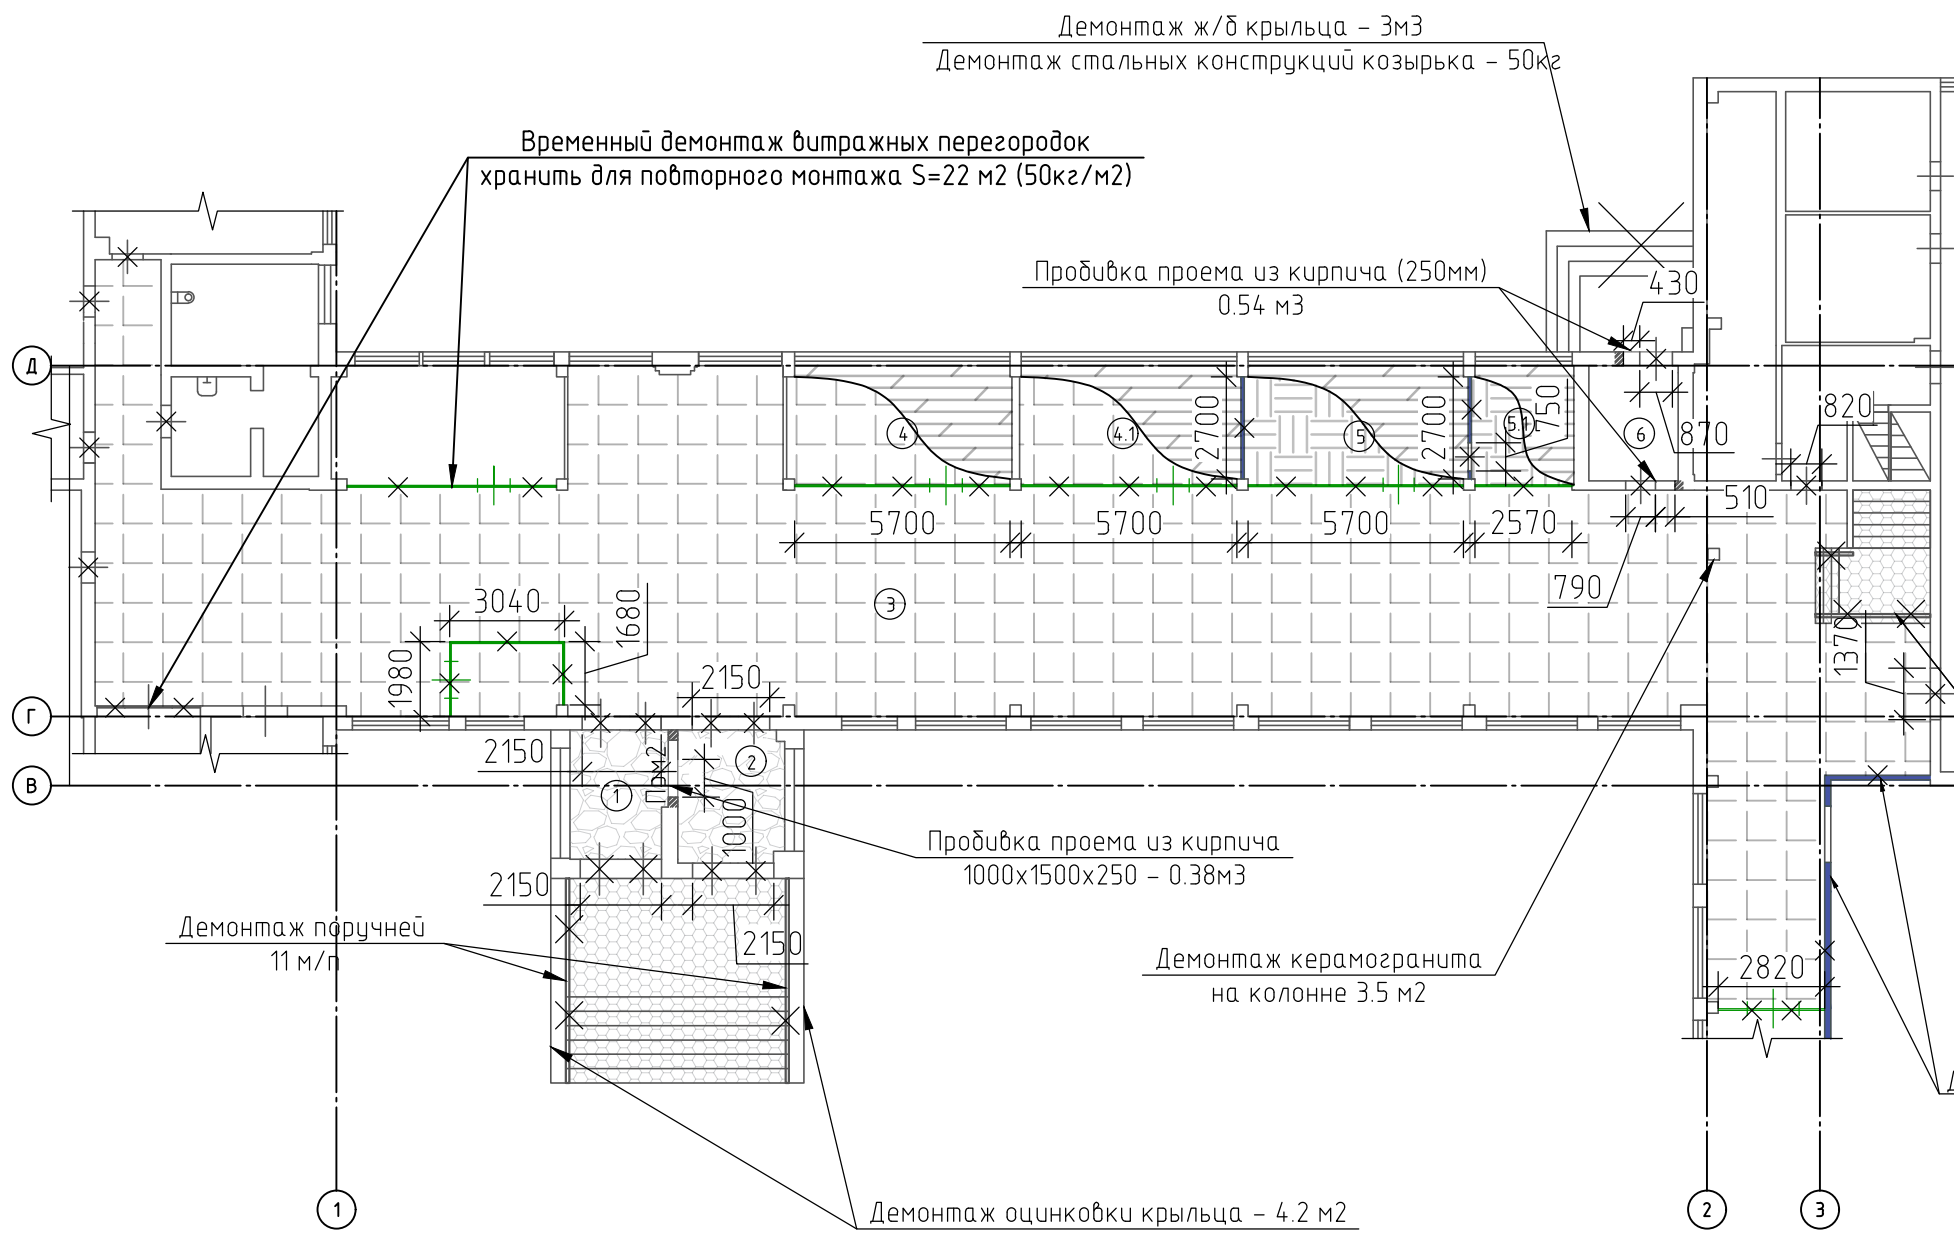 Демонтаж ж/б крыльца – 3м3
Демонтаж стальных конструкций козырька – 50кг
Временный демонтаж витражных перегородок
хранить для повторного монтажа S=22 м2 (50кг/м2)
Пробивка проема из кирпича (250мм)
0.54 м3
430
Д
2700
2700
750
820
4
4.1
5
5.1
6
870
5700
5700
5700
2570
510
790
3
3040
1680
1980
1370
2150
Г
2150
2
1
В
1000
Пробивка проема из кирпича
1000х1500х250 – 0.38м3
2150
2150
Демонтаж поручней
11 м/п
Демонтаж керамогранита
на колонне 3.5 м2
2820
Демонтаж оцинковки крыльца – 4.2 м2
1
2
3